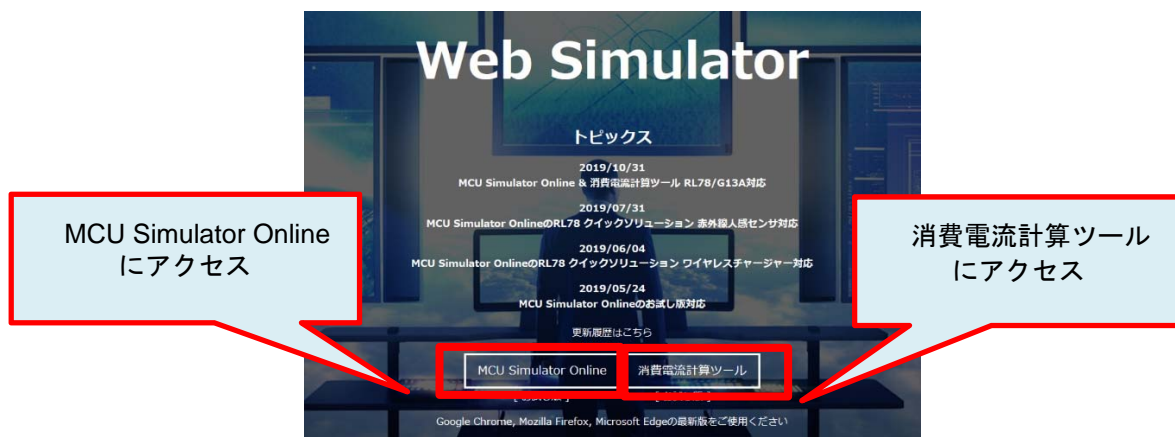 Web Simulator
トピックス
2019/10/31
MCU Simulator Online & 消費電流計算ツール RL78/G13A対応
2019/07/31
MCU Simulator OnlineのRL78 クイックソリューション 赤外線人感センサ対応
2019/06/04
MCU Simulator OnlineのRL78 クイックソリューション ワイヤレスチャージャー対応
2019/05/24
MCU Simulator Onlineのお試し版対応
更新履歴はこちら
MCU Simulator Online
にアクセス
消費電流計算ツール
にアクセス
MCU Simulator Online
消費電流計算ツール
Google Chrome, Mozilla Firefox, Microsoft Edgeの最新版をご使用ください